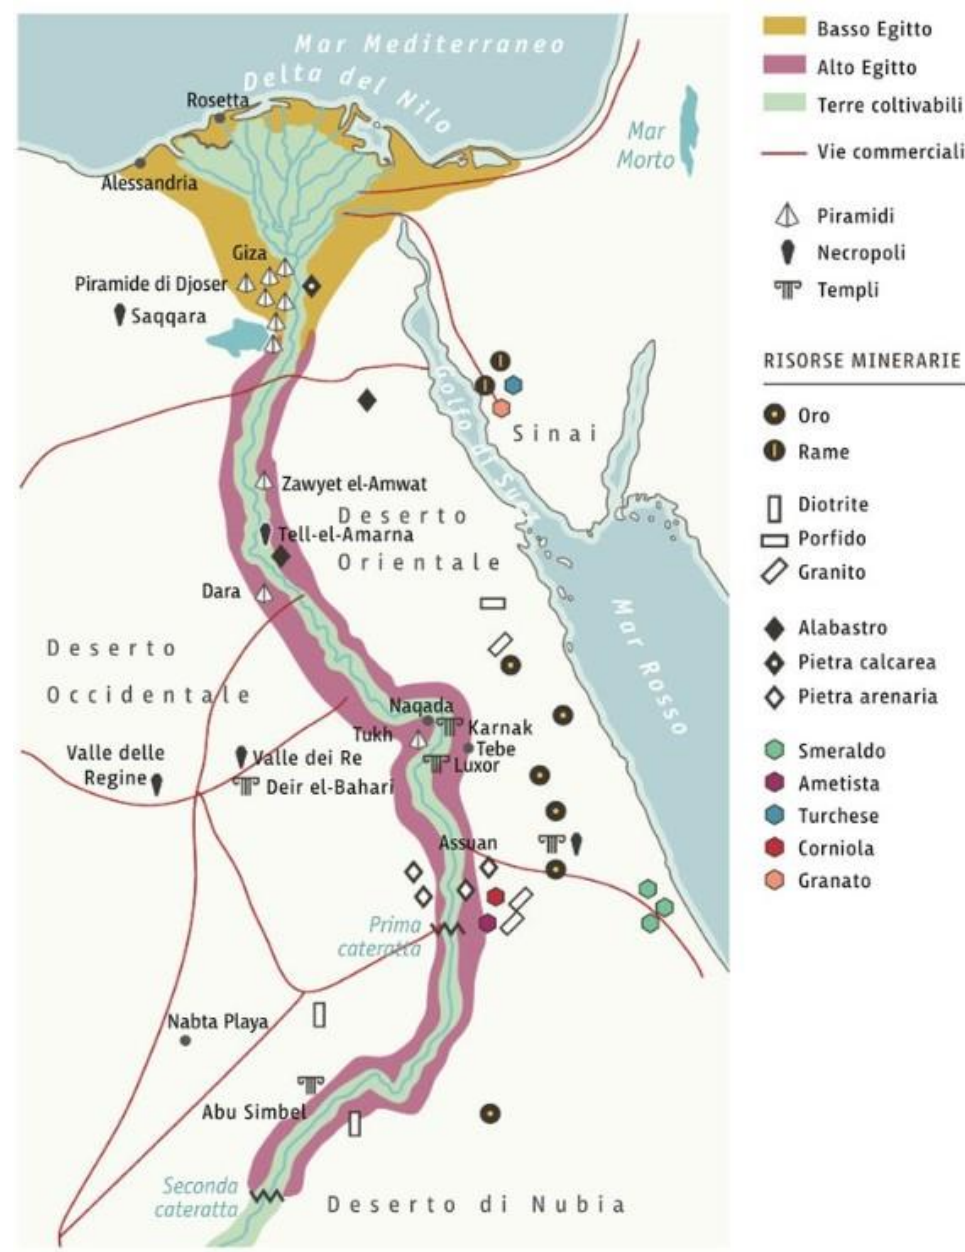 Mar Mediterraneo
Delta del Nilo
Rosetta
Alessandria
Mar
Morto
Giza
Piramide di Djoser
Saqqara
Golfo di Suez
Sinai
Zawyet el-Amwat
Deserto
Orientale
Tell-el-Amarna
Dara
Deserto
Occidentale
Mar Rosso
Naqada
Karnak
Tukh
Tebe
Luxor
Valle delle
Regine
Valle dei Re
Deir el-Bahari
Assuan
Prima
cateratta
Nabta Playa
Abu Simbel
Seconda
cateratta
Deserto di Nubia
Basso Egitto
Alto Egitto
Terre coltivabili
Vie commerciali
Piramidi
Necropoli
Templi
RISORSE MINERARIE
Oro
Rame
Diotrite
Porfido
Granito
Alabastro
Pietra calcarea
Pietra arenaria
Smeraldo
Ametista
Turchese
Corniola
Granato